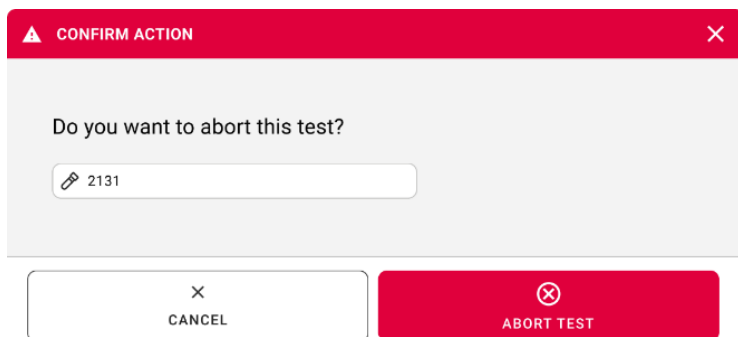 CONFIRM ACTION
Do you want to abort this test?
2131
CANCEL
ABORT TEST